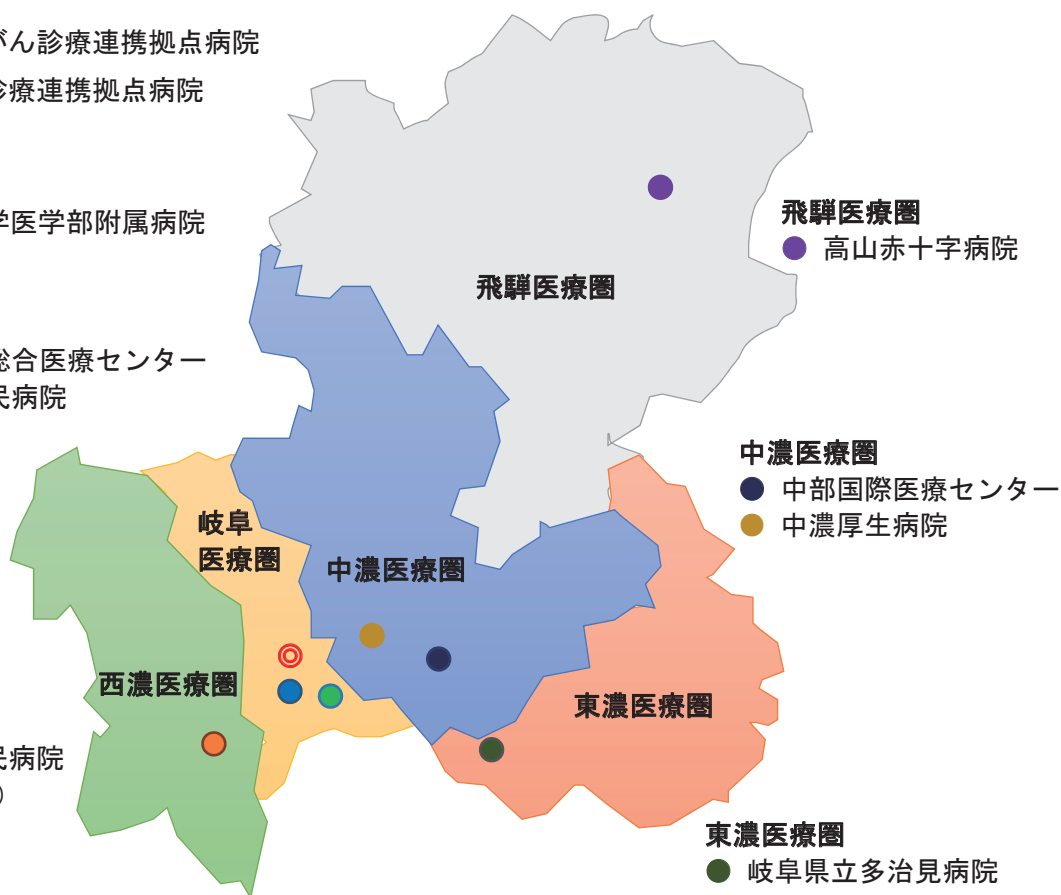 がん診療連携拠点病院
診療連携拠点病院
学医学部附属病院
飛騨医療圏
高山赤十字病院
飛騨医療圏
総合医療センター
民病院
中濃医療圏
中部国際医療センター
中濃厚生病院
岐阜
医療圏
中濃医療圏
西濃医療圏
東濃医療圏
民病院
)
東濃医療圏
岐阜県立多治見病院